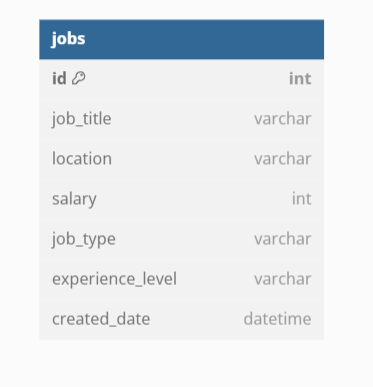 jobs
id int
job_title varchar
location varchar
salary int
job_type varchar
experience_level varchar
created_date datetime